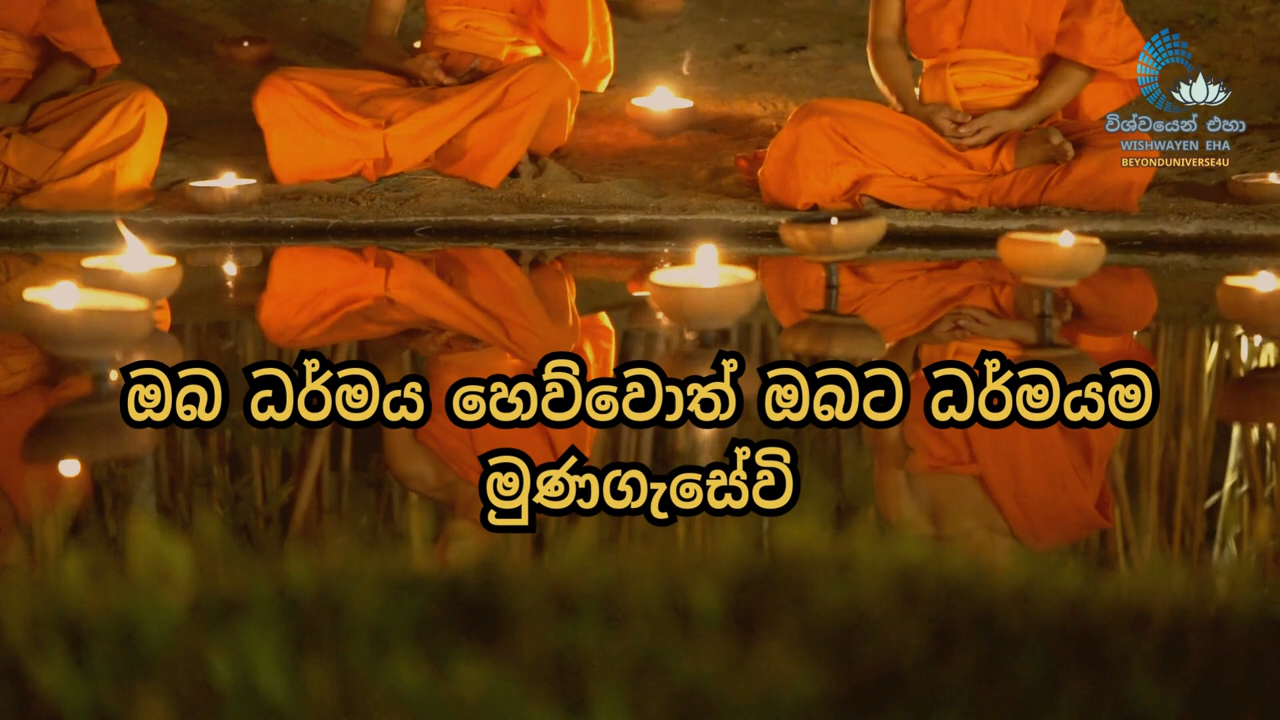 විශ්වයෙන් එහා
WISHWAYEN EHA
BEYONDUNIVERSE4U
ඔබ ධර්මය හෙව්වොත් ඔබට ධර්මයම
මුණගැසේවි